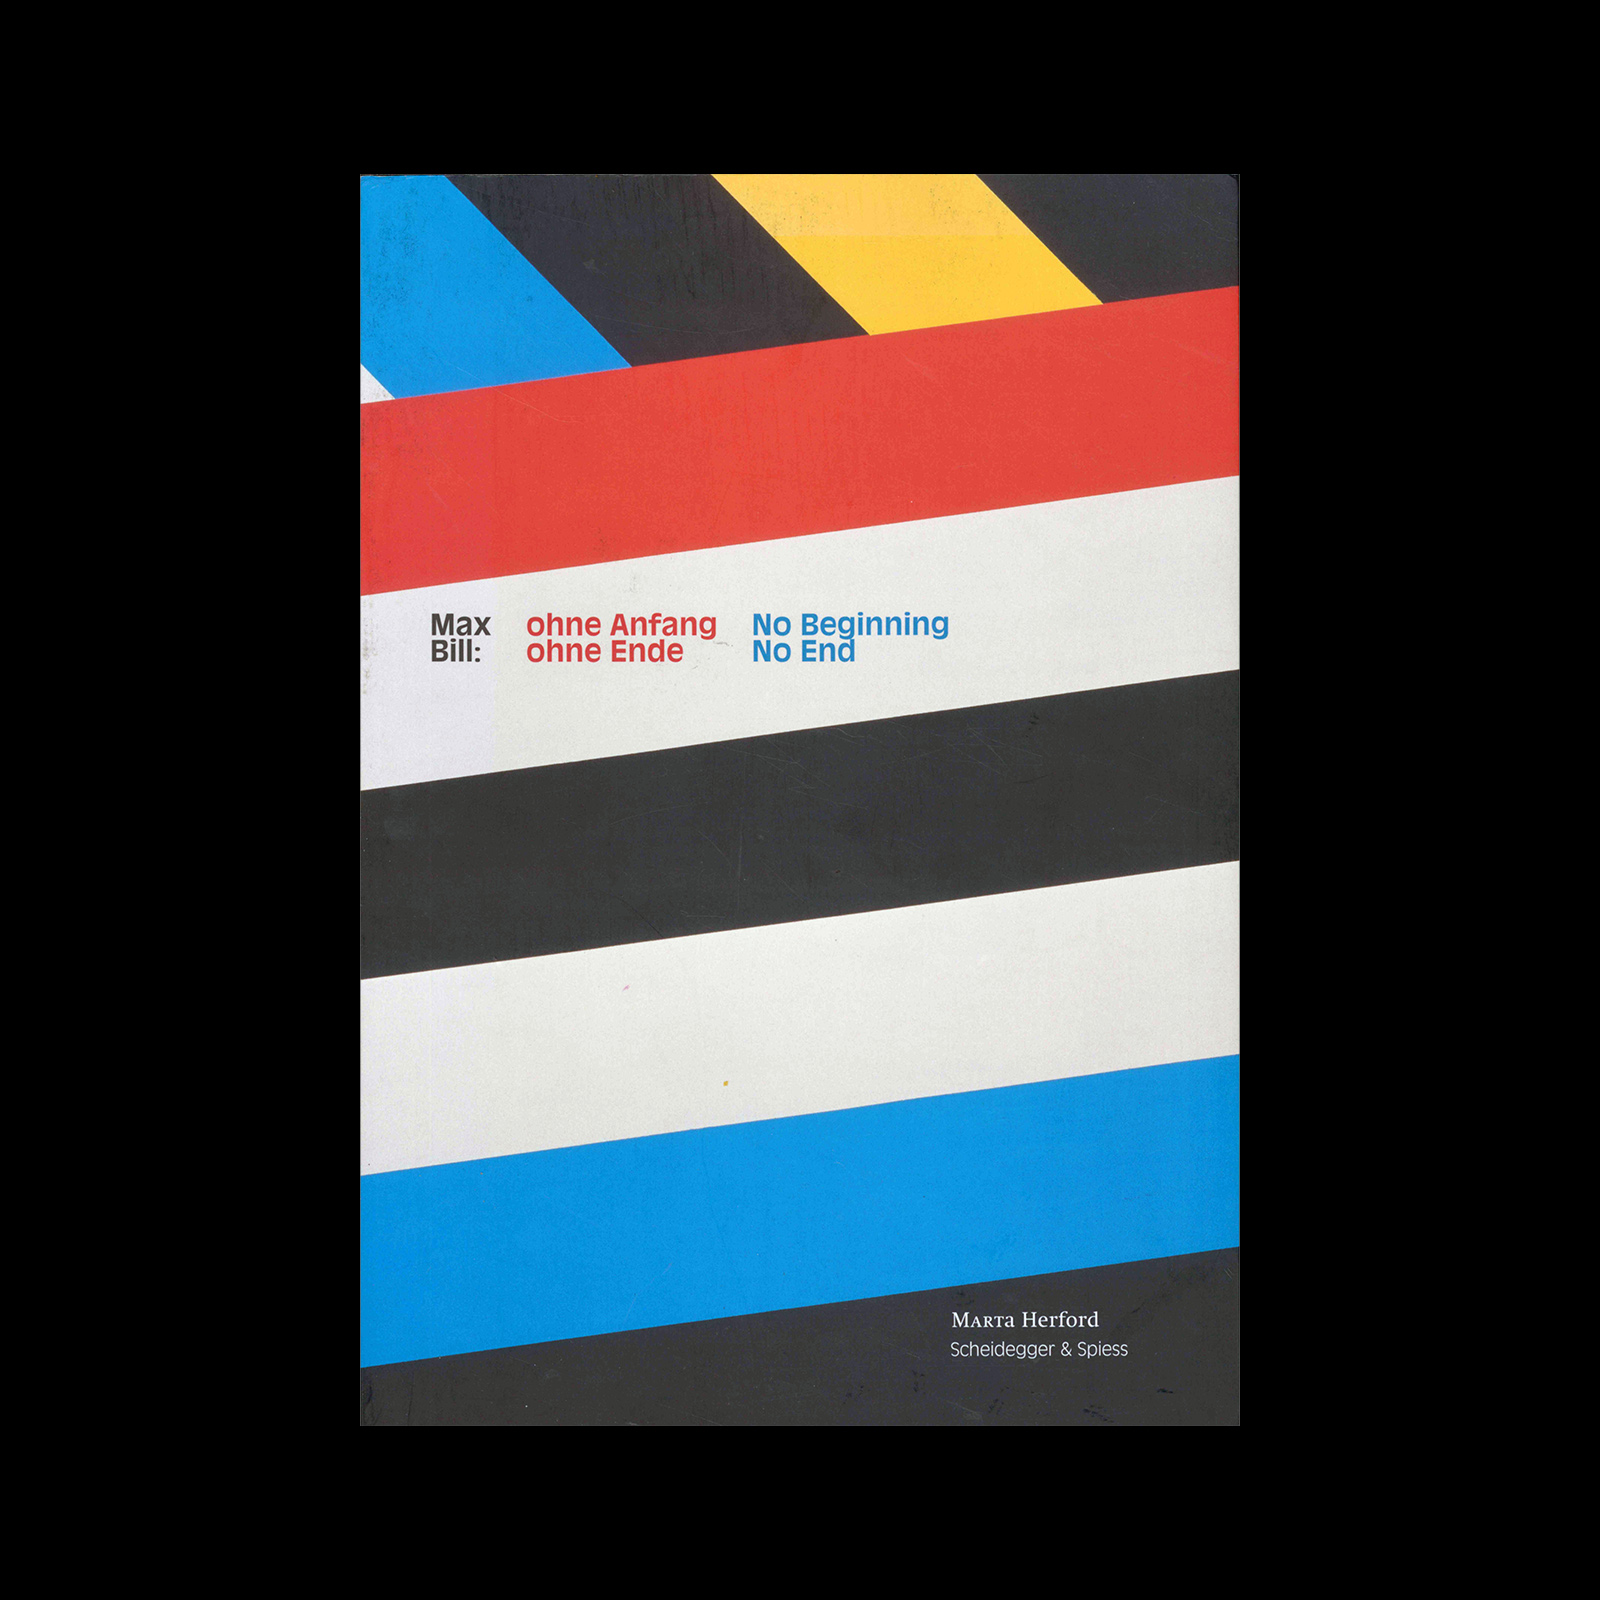 Max
Bill:
ohne Anfang
ohne Ende
No Beginning
No End
MARTa Herford
Scheidegger & Spiess